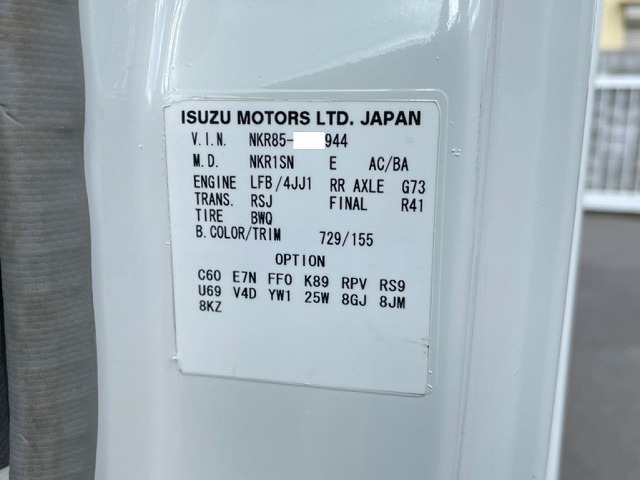 ISUZU MOTORS LTD. JAPAN
V.I.N. NKR85- 944
M.D. NKR1SN E AC/BA
ENGINE LFB/4JJ1 RR AXLE G73
TRANS. RSJ FINAL R41
TIRE BWQ
B.COLOR/TRIM 729/155
OPTION
C60 E7N FF0 K89 RPV RS9
U69 V4D YW1 25W 8GJ 8JM
8KZ